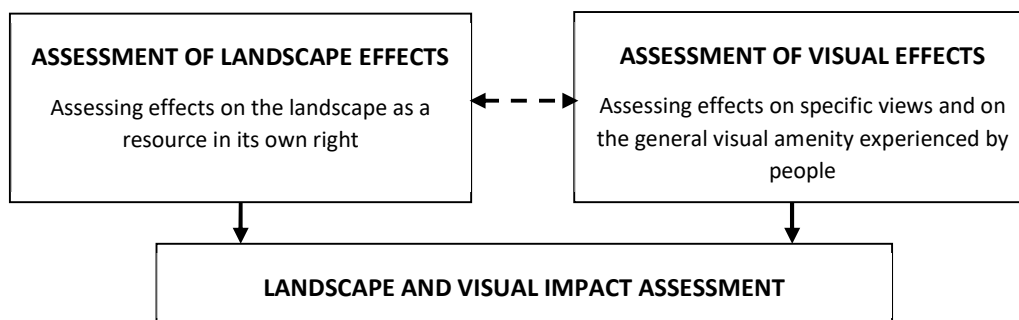 ASSESSMENT OF LANDSCAPE EFFECTS
Assessing effects on the landscape as a
resource in its own right
ASSESSMENT OF VISUAL EFFECTS
Assessing effects on specific views and on
the general visual amenity experienced by
people
LANDSCAPE AND VISUAL IMPACT ASSESSMENT